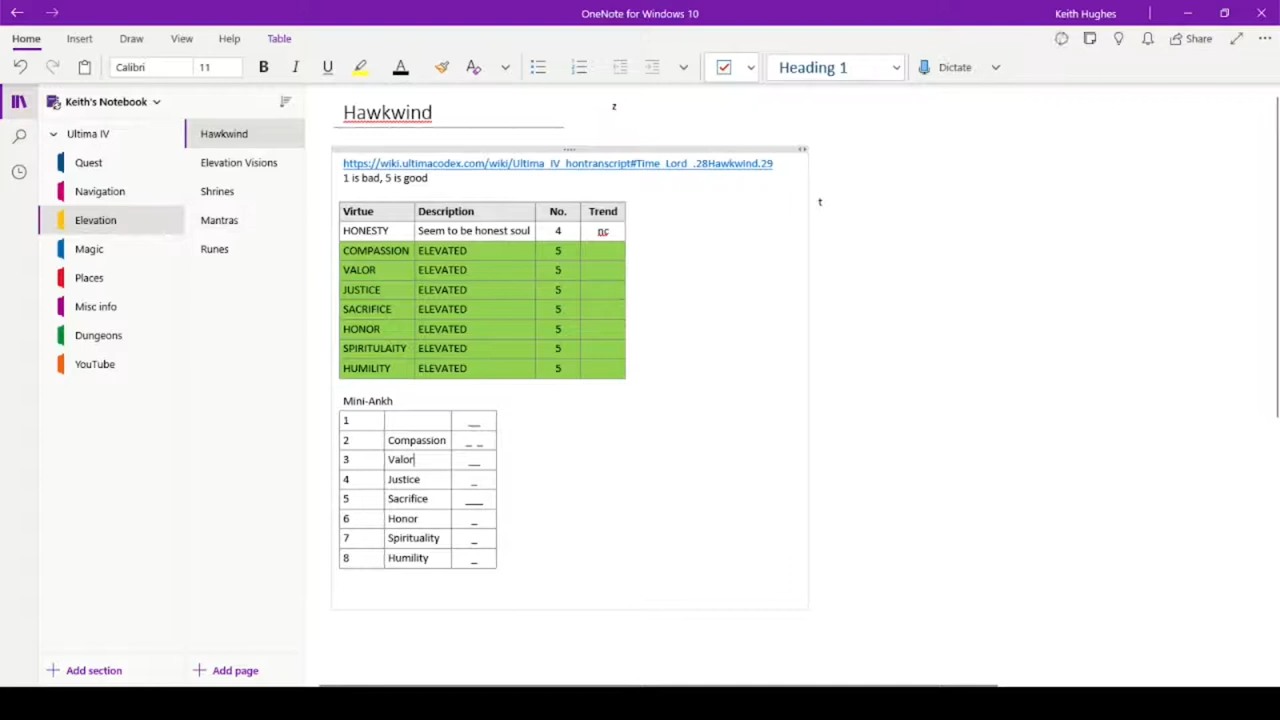 OneNote for Windows 10
Keith Hughes
Home Insert Draw View Help Table
Share
Calibri 11 B I U A Heading 1 Dictate
Keith's Notebook
Ultima IV
Quest
Navigation
Elevation
Magic
Places
Misc info
Dungeons
YouTube
Hawkwind
Elevation Visions
Shrines
Mantras
Runes
Add section
Add page
Hawkwind
z
t
https://wiki.ultimacodex.com/wiki/Ultima_IV_hontranscript#Time_Lord_.28Hawkwind.29
1 is bad, 5 is good
Virtue Description No. Trend
HONESTY Seem to be honest soul 4 nc
COMPASSION ELEVATED 5
VALOR ELEVATED 5
JUSTICE ELEVATED 5
SACRIFICE ELEVATED 5
HONOR ELEVATED 5
SPIRITULAITY ELEVATED 5
HUMILITY ELEVATED 5
Mini-Ankh
1 __
2 Compassion _ _
3 Valor __
4 Justice _
5 Sacrifice ___
6 Honor _
7 Spirituality _
8 Humility _